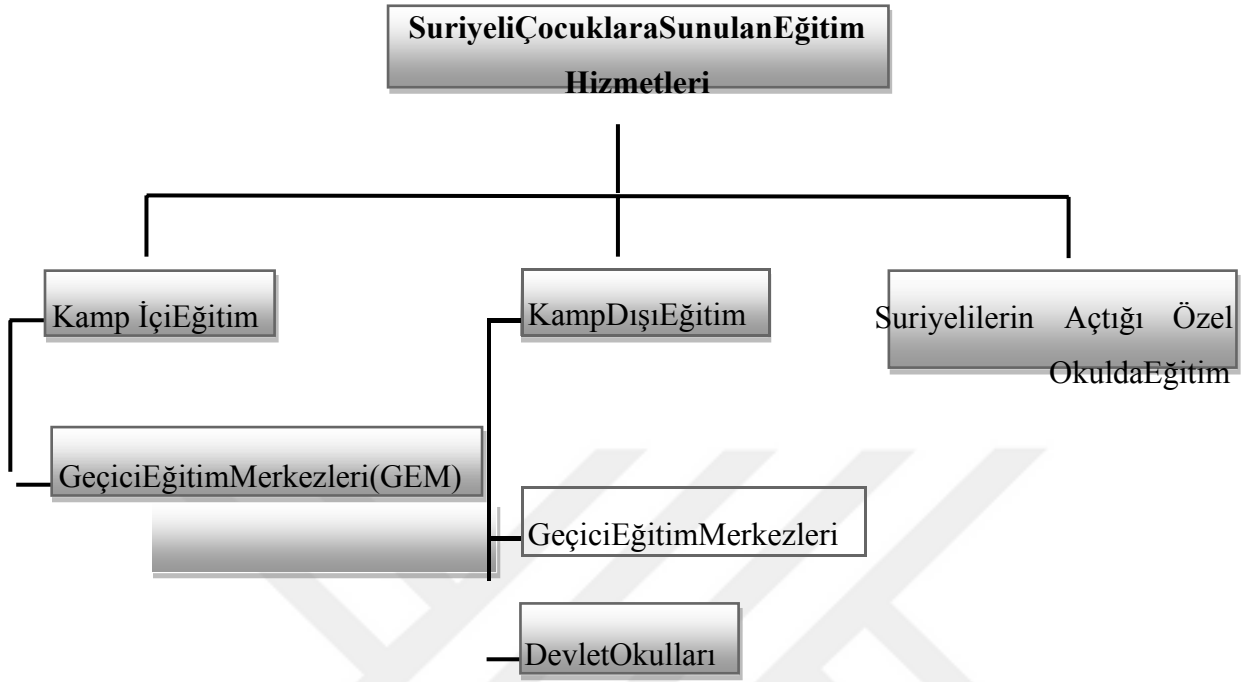 SuriyeliÇocuklaraSunulanEğitim
Hizmetleri
Kamp İçiEğitim
KampDışıEğitim
Suriyelilerin Açtığı Özel
OkuldaEğitim
GeçiciEğitimMerkezleri(GEM)
GeçiciEğitimMerkezleri
DevletOkulları